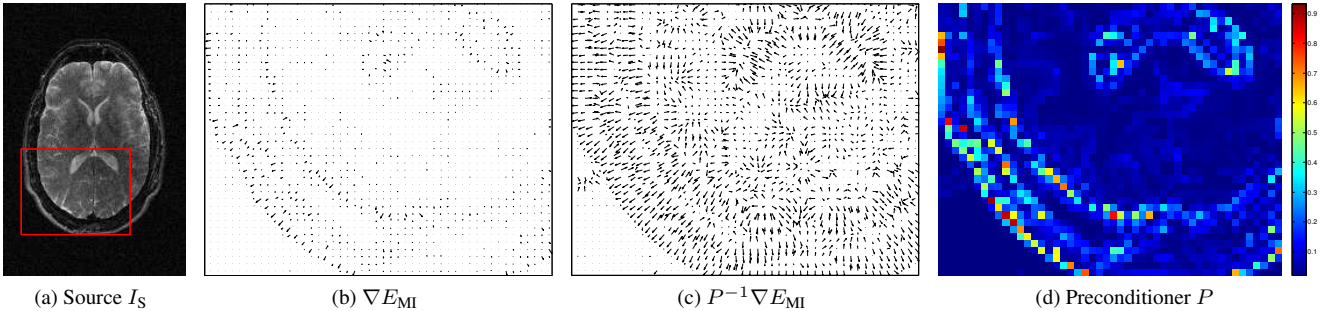 0.9
0.8
0.7
0.6
0.5
0.4
0.3
0.2
0.1
(a) Source I_S
(b) ∇E_MI
(c) P⁻¹∇E_MI
(d) Preconditioner P